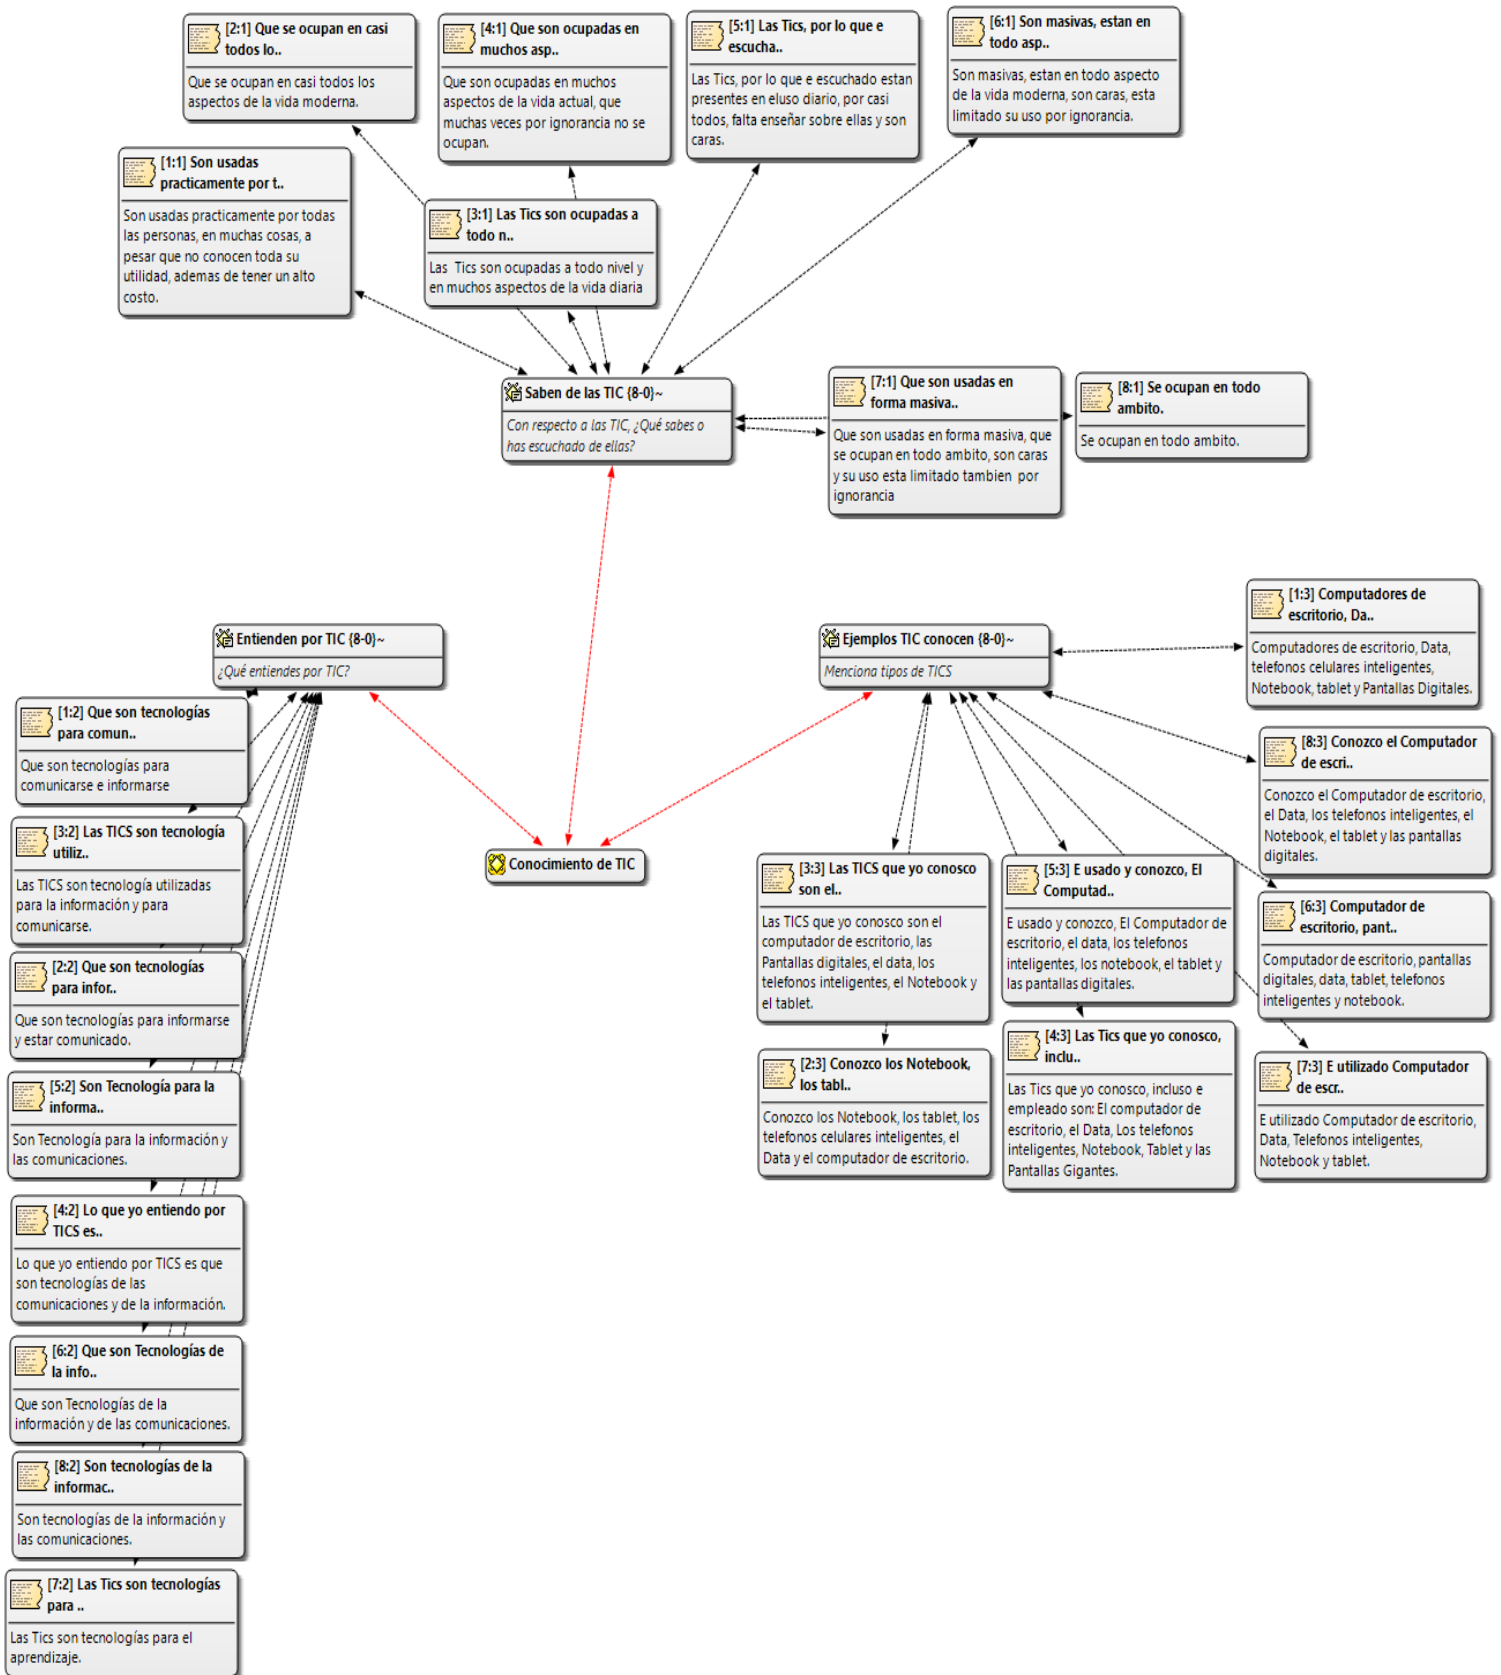 [2:1] Que se ocupan en casi
todos lo..
Que se ocupan en casi todos los
aspectos de la vida moderna.
[4:1] Que son ocupadas en
muchos asp..
Que son ocupadas en muchos
aspectos de la vida actual, que
muchas veces por ignorancia no se
ocupan.
[5:1] Las Tics, por lo que e
escucha..
Las Tics, por lo que e escuchado estan
presentes en eluso diario, por casi
todos, falta enseñar sobre ellas y son
caras.
[6:1] Son masivas, estan en
todo asp..
Son masivas, estan en todo aspecto
de la vida moderna, son caras, esta
limitado su uso por ignorancia.
[1:1] Son usadas
practicamente por t..
Son usadas practicamente por todas
las personas, en muchas cosas, a
pesar que no conocen toda su
utilidad, ademas de tener un alto
costo.
[3:1] Las Tics son ocupadas a
todo n..
Las  Tics son ocupadas a todo nivel y
en muchos aspectos de la vida diaria
Saben de las TIC {8-0}~
Con respecto a las TIC, ¿Qué sabes o
has escuchado de ellas?
[7:1] Que son usadas en
forma masiva..
Que son usadas en forma masiva, que
se ocupan en todo ambito, son caras
y su uso esta limitado tambien  por
ignorancia
[8:1] Se ocupan en todo
ambito.
Se ocupan en todo ambito.
Entienden por TIC {8-0}~
¿Qué entiendes por TIC?
Ejemplos TIC conocen {8-0}~
Menciona tipos de TICS
Conocimiento de TIC
[1:2] Que son tecnologías
para comun..
Que son tecnologías para
comunicarse e informarse
[3:2] Las TICS son tecnología
utiliz..
Las TICS son tecnología utilizadas
para la información y para
comunicarse.
[2:2] Que son tecnologías
para infor..
Que son tecnologías para informarse
y estar comunicado.
[5:2] Son Tecnología para la
informa..
Son Tecnología para la información y
las comunicaciones.
[4:2] Lo que yo entiendo por
TICS es..
Lo que yo entiendo por TICS es que
son tecnologías de las
comunicaciones y de la información.
[6:2] Que son Tecnologías de
la info..
Que son Tecnologías de la
información y de las comunicaciones.
[8:2] Son tecnologías de la
informac..
Son tecnologías de la información y
las comunicaciones.
[7:2] Las Tics son tecnologías
para ..
Las Tics son tecnologías para el
aprendizaje.
[1:3] Computadores de
escritorio, Da..
Computadores de escritorio, Data,
telefonos celulares inteligentes,
Notebook, tablet y Pantallas Digitales.
[8:3] Conozco el Computador
de escri..
Conozco el Computador de escritorio,
el Data, los telefonos inteligentes, el
Notebook, el tablet y las pantallas
digitales.
[3:3] Las TICS que yo conosco
son el..
Las TICS que yo conosco son el
computador de escritorio, las
Pantallas digitales, el data, los
telefonos inteligentes, el Notebook y
el tablet.
[5:3] E usado y conozco, El
Computad..
E usado y conozco, El Computador de
escritorio, el data, los telefonos
inteligentes, los notebook, el tablet y
las pantallas digitales.
[6:3] Computador de
escritorio, pant..
Computador de escritorio, pantallas
digitales, data, tablet, telefonos
inteligentes y notebook.
[2:3] Conozco los Notebook,
los tabl..
Conozco los Notebook, los tablet, los
telefonos celulares inteligentes, el
Data y el computador de escritorio.
[4:3] Las Tics que yo conosco,
inclu..
Las Tics que yo conosco, incluso e
empleado son: El computador de
escritorio, el Data, Los telefonos
inteligentes, Notebook, Tablet y las
Pantallas Gigantes.
[7:3] E utilizado Computador
de escr..
E utilizado Computador de escritorio,
Data, Telefonos inteligentes,
Notebook y tablet.